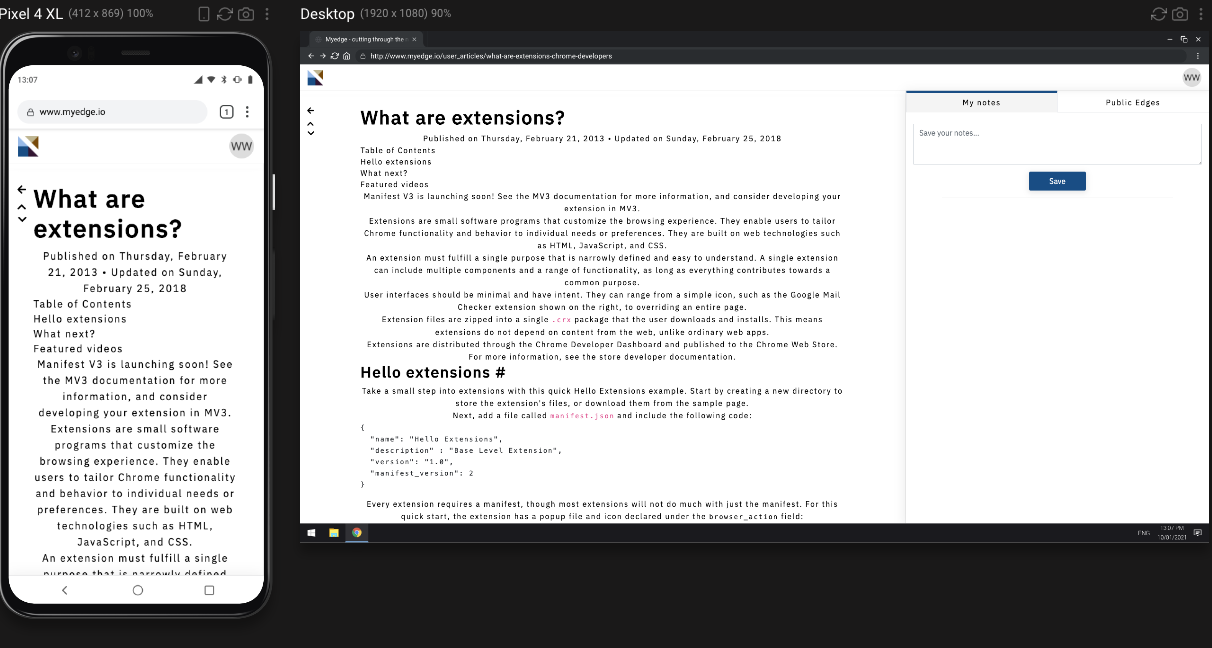 Pixel 4 XL (412 x 869) 100%
13:07
www.myedge.io
1
WW
What are
extensions?
Published on Thursday, February
21, 2013 • Updated on Sunday,
February 25, 2018
Table of Contents
Hello extensions
What next?
Featured videos
Manifest V3 is launching soon! See
the MV3 documentation for more
information, and consider
developing your extension in MV3.
Extensions are small software
programs that customize the
browsing experience. They enable
users to tailor Chrome functionality
and behavior to individual needs or
preferences. They are built on web
technologies such as HTML,
JavaScript, and CSS.
An extension must fulfill a single
purpose that is narrowly defined
Desktop (1920 x 1080) 90%
Myedge - cutting through the
http://www.myedge.io/user_articles/what-are-extensions-chrome-developers
WW
What are extensions?
Published on Thursday, February 21, 2013 • Updated on Sunday, February 25, 2018
Table of Contents
Hello extensions
What next?
Featured videos
Manifest V3 is launching soon! See the MV3 documentation for more information, and consider developing your
extension in MV3.
Extensions are small software programs that customize the browsing experience. They enable users to tailor
Chrome functionality and behavior to individual needs or preferences. They are built on web technologies such
as HTML, JavaScript, and CSS.
An extension must fulfill a single purpose that is narrowly defined and easy to understand. A single extension
can include multiple components and a range of functionality, as long as everything contributes towards a
common purpose.
User interfaces should be minimal and have intent. They can range from a simple icon, such as the Google Mail
Checker extension shown on the right, to overriding an entire page.
Extension files are zipped into a single .crx package that the user downloads and installs. This means
extensions do not depend on content from the web, unlike ordinary web apps.
Extensions are distributed through the Chrome Developer Dashboard and published to the Chrome Web Store.
For more information, see the store developer documentation.
Hello extensions #
Take a small step into extensions with this quick Hello Extensions example. Start by creating a new directory to
store the extension's files, or download them from the sample page.
Next, add a file called manifest.json and include the following code:
{
"name": "Hello Extensions",
"description" : "Base Level Extension",
"version": "1.0",
"manifest_version": 2
}
Every extension requires a manifest, though most extensions will not do much with just the manifest. For this
quick start, the extension has a popup file and icon declared under the browser_action field:
My notes
Public Edges
Save your notes...
Save
ENG
13:07 PM
10/01/2021